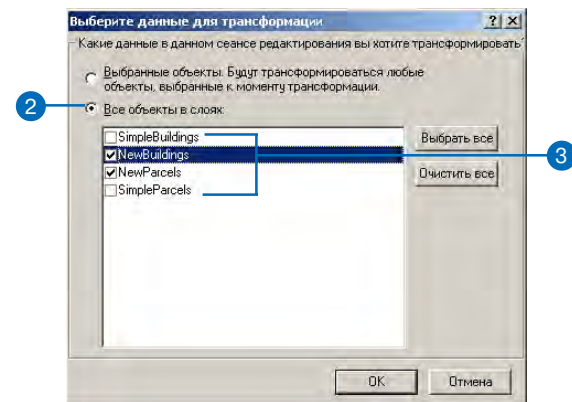 Выберите данные для трансформации
Какие данные в данном сеансе редактирования вы хотите трансформировать
Выбранные объекты. Будут трансформироваться любые
объекты, выбранные к моменту трансформации.
2
Все объекты в слоях:
SimpleBuildings
Выбрать все
NewBuildings
3
NewParcels
Очистить все
SimpleParcels
OK
Отмена